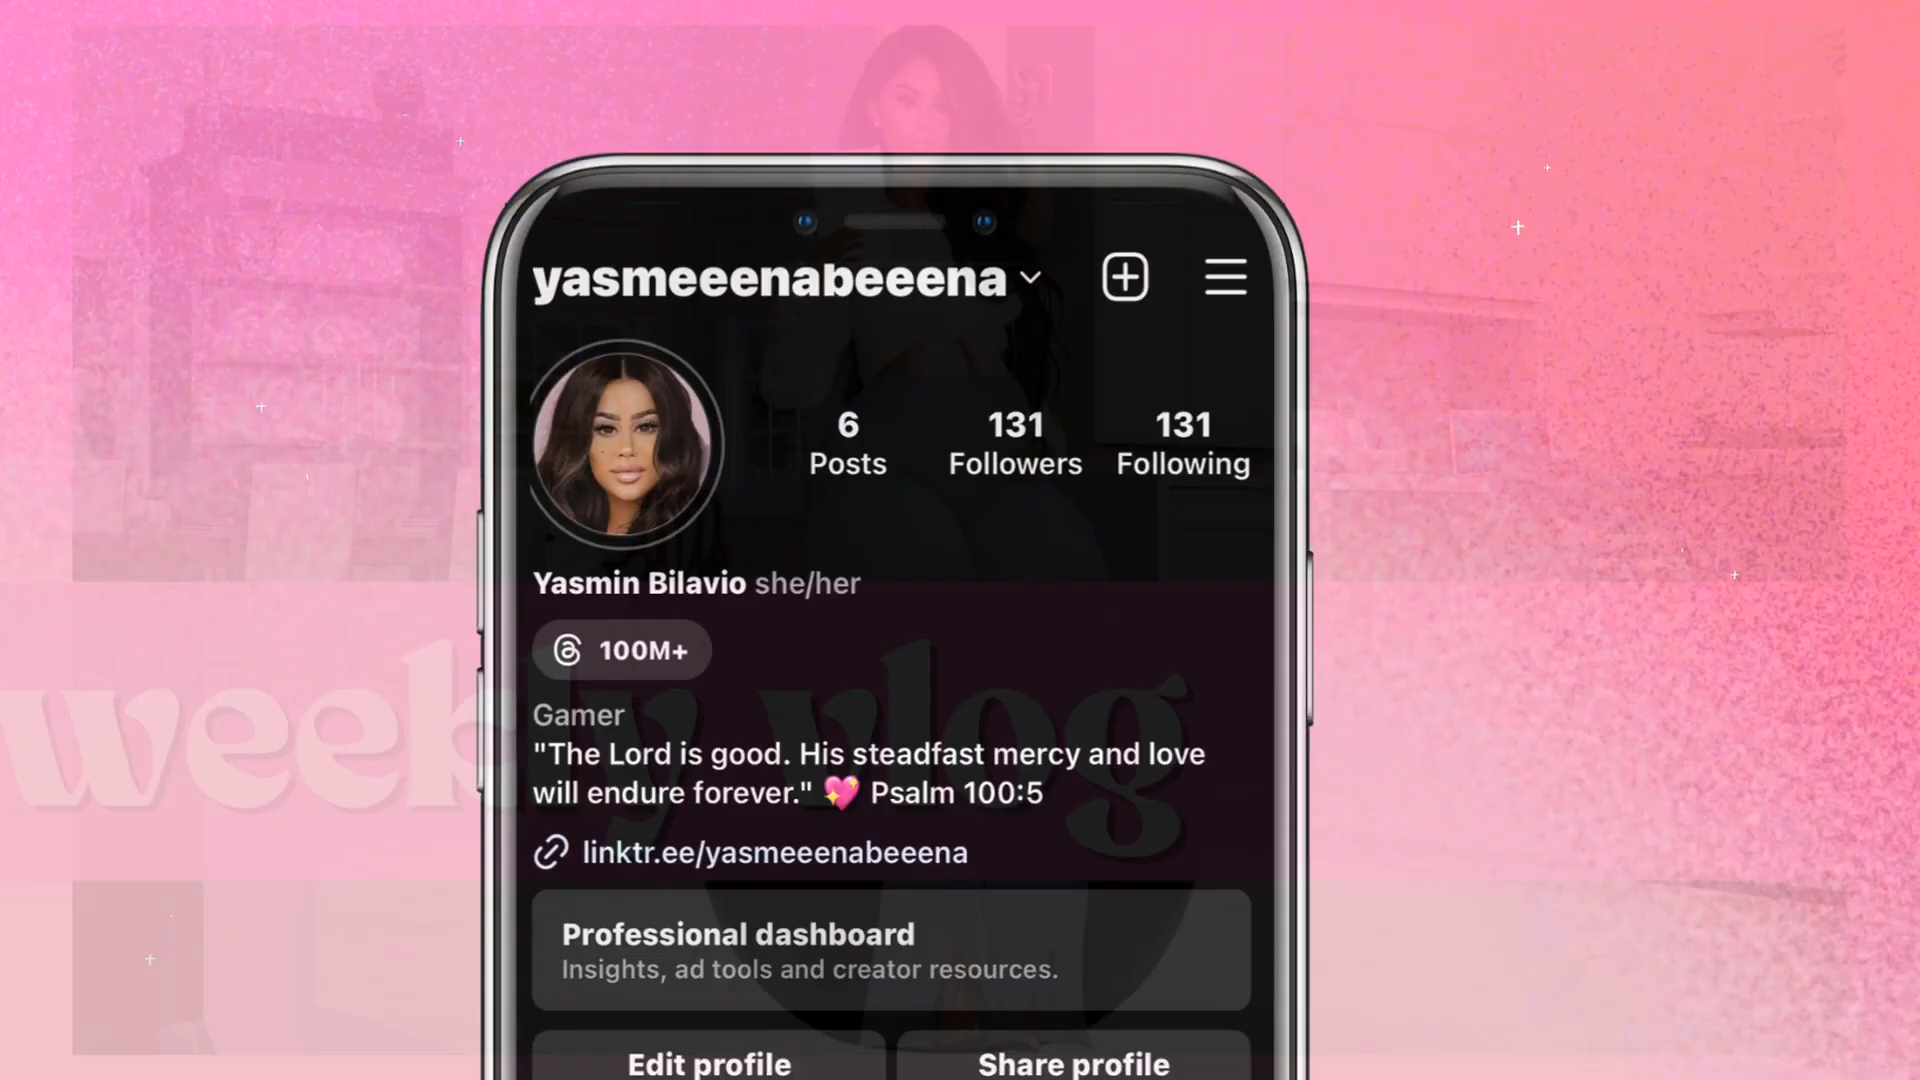 yasmeeenabeeena
6 131 131
Posts Followers Following
Yasmin Bilavio she/her
100M+
Gamer
"The Lord is good. His steadfast mercy and love
will endure forever." 💖 Psalm 100:5
weekly vlog
linktr.ee/yasmeeenabeeena
Professional dashboard
Insights, ad tools and creator resources.
Edit profile Share profile